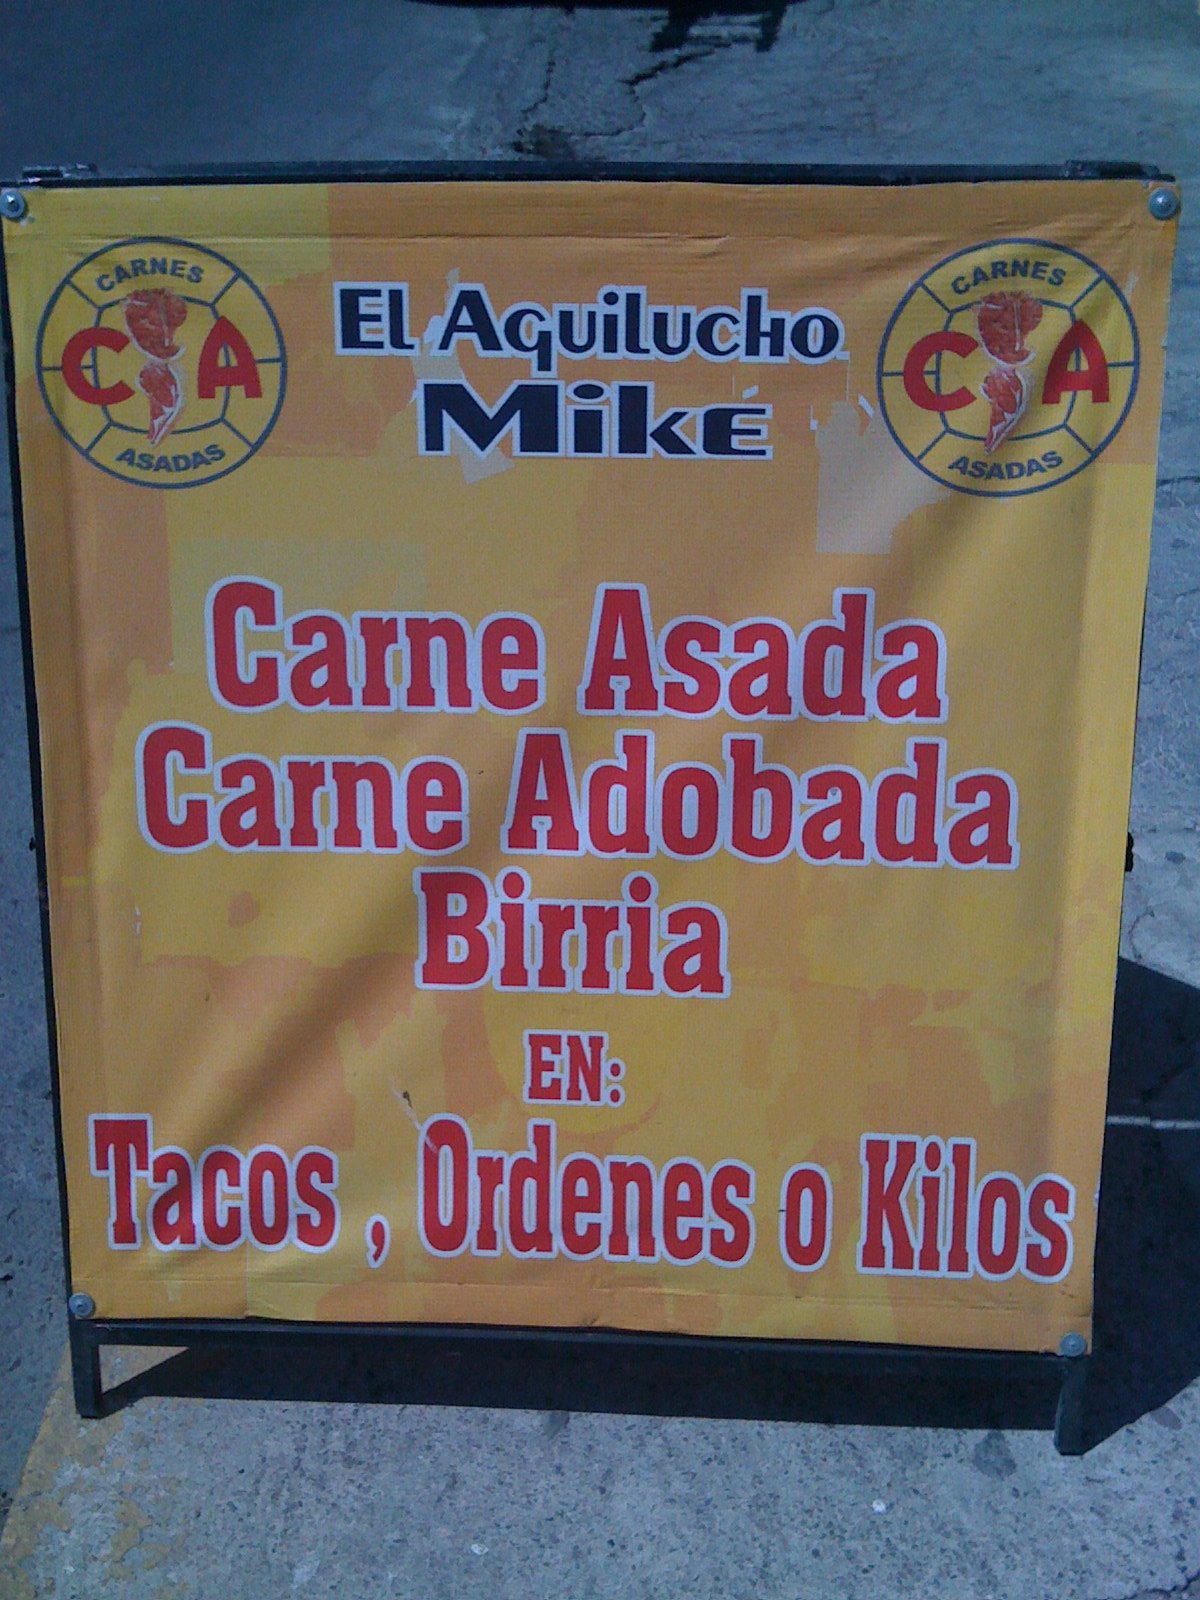 CARNES
C A
ASADAS
El Aguilucho
Miké
CARNES
C A
ASADAS
Carne Asada
Carne Adobada
Birria
EN:
Tacos , Ordenes o Kilos